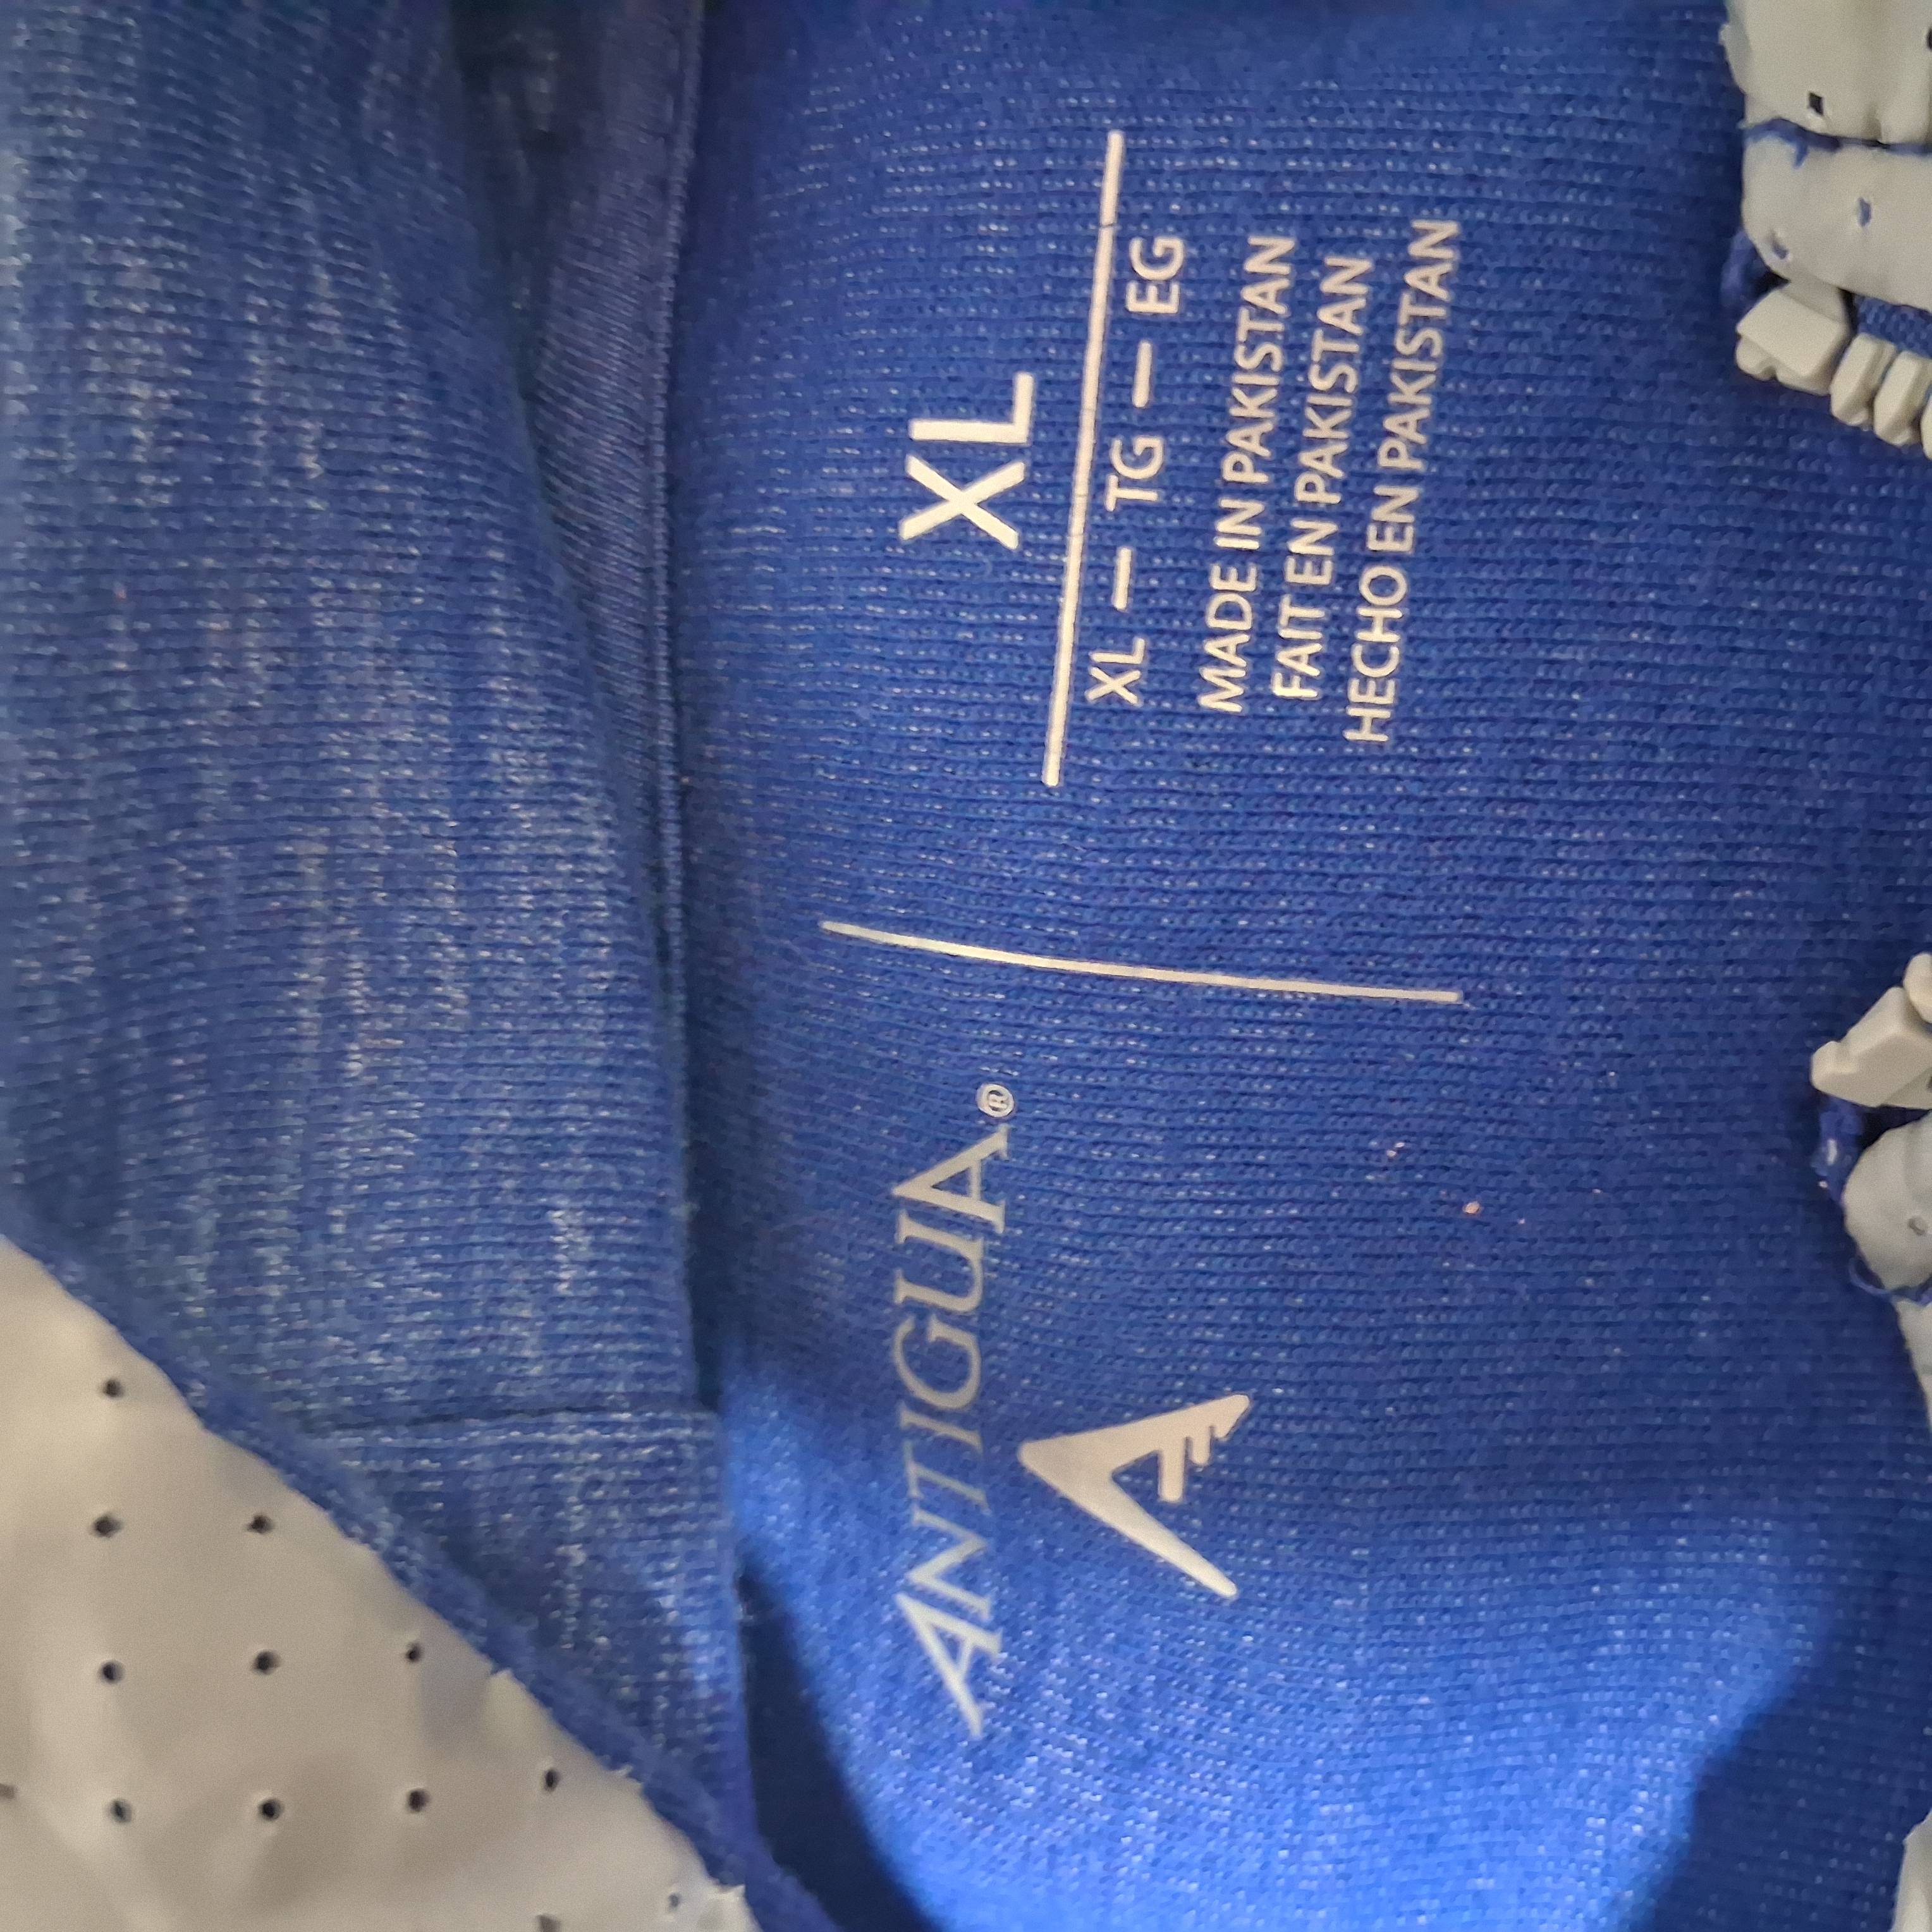 ANTIGUA®
XL
XL — TG — EG
MADE IN PAKISTAN
FAIT EN PAKISTAN
HECHO EN PAKISTAN